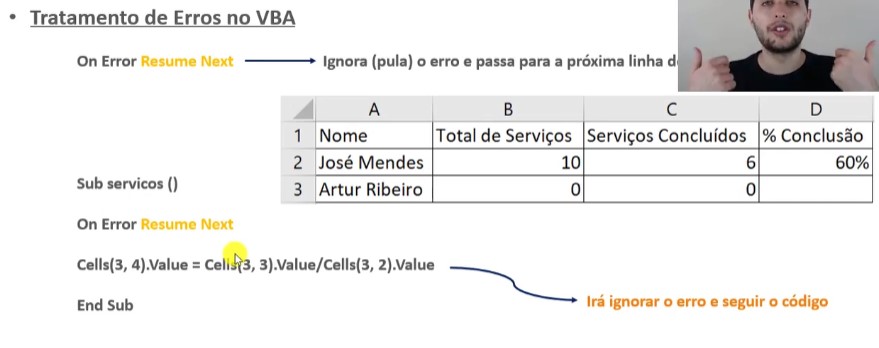 • Tratamento de Erros no VBA
On Error Resume Next → Ignora (pula) o erro e passa para a próxima linha
A B C D
1 Nome Total de Serviços Serviços Concluídos % Conclusão
2 José Mendes 10 6 60%
3 Artur Ribeiro 0 0
Sub servicos ()
On Error Resume Next
Cells(3, 4).Value = Cells(3, 3).Value/Cells(3, 2).Value
Irá ignorar o erro e seguir o código
End Sub